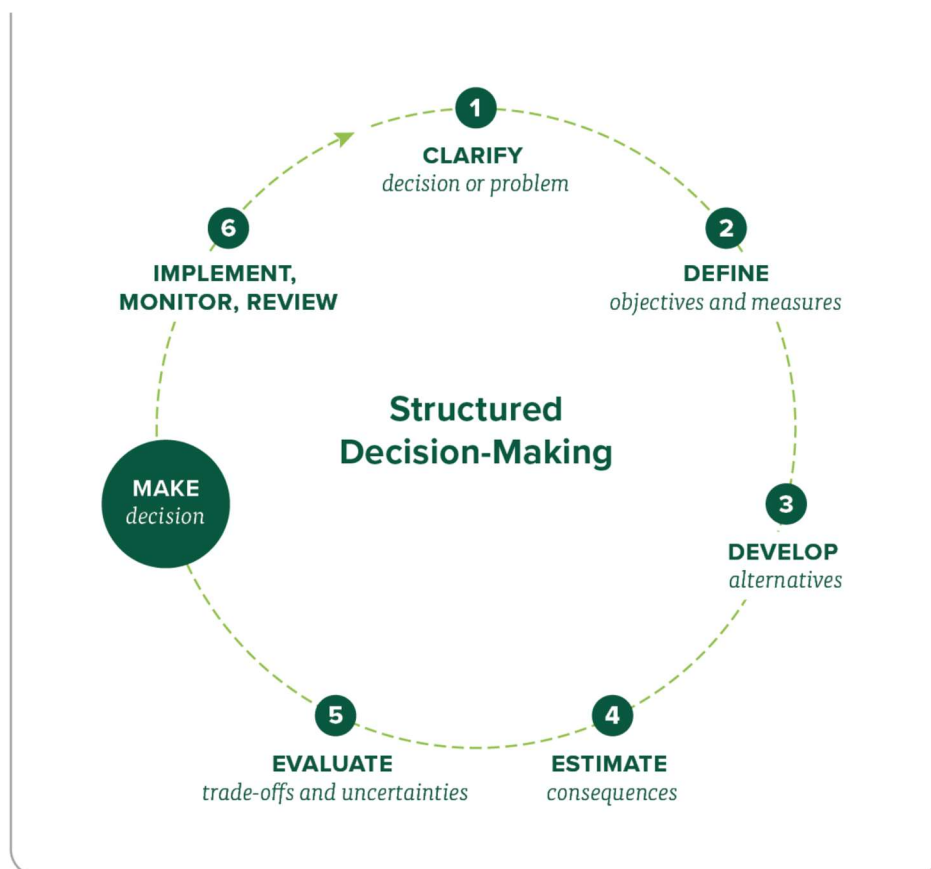 1
CLARIFY
decision or problem
2
DEFINE
objectives and measures
3
DEVELOP
alternatives
4
ESTIMATE
consequences
5
EVALUATE
trade-offs and uncertainties
MAKE
decision
6
IMPLEMENT,
MONITOR, REVIEW
Structured
Decision-Making